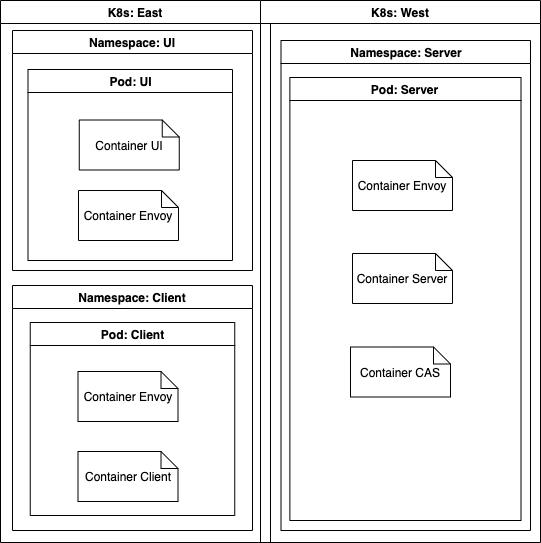 K8s: East
Namespace: UI
Pod: UI
Container UI
Container Envoy
Namespace: Client
Pod: Client
Container Envoy
Container Client
K8s: West
Namespace: Server
Pod: Server
Container Envoy
Container Server
Container CAS